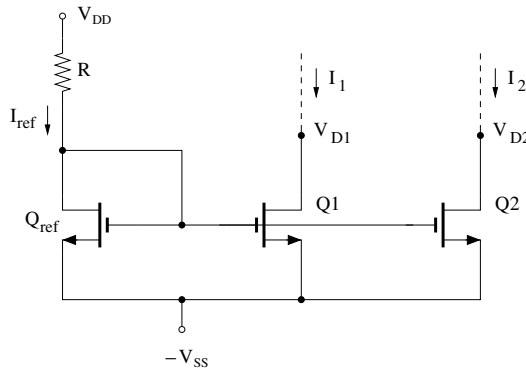 V_DD
R
I_ref
I_1
I_2
V_D1
V_D2
Q_ref
Q1
Q2
−V_SS